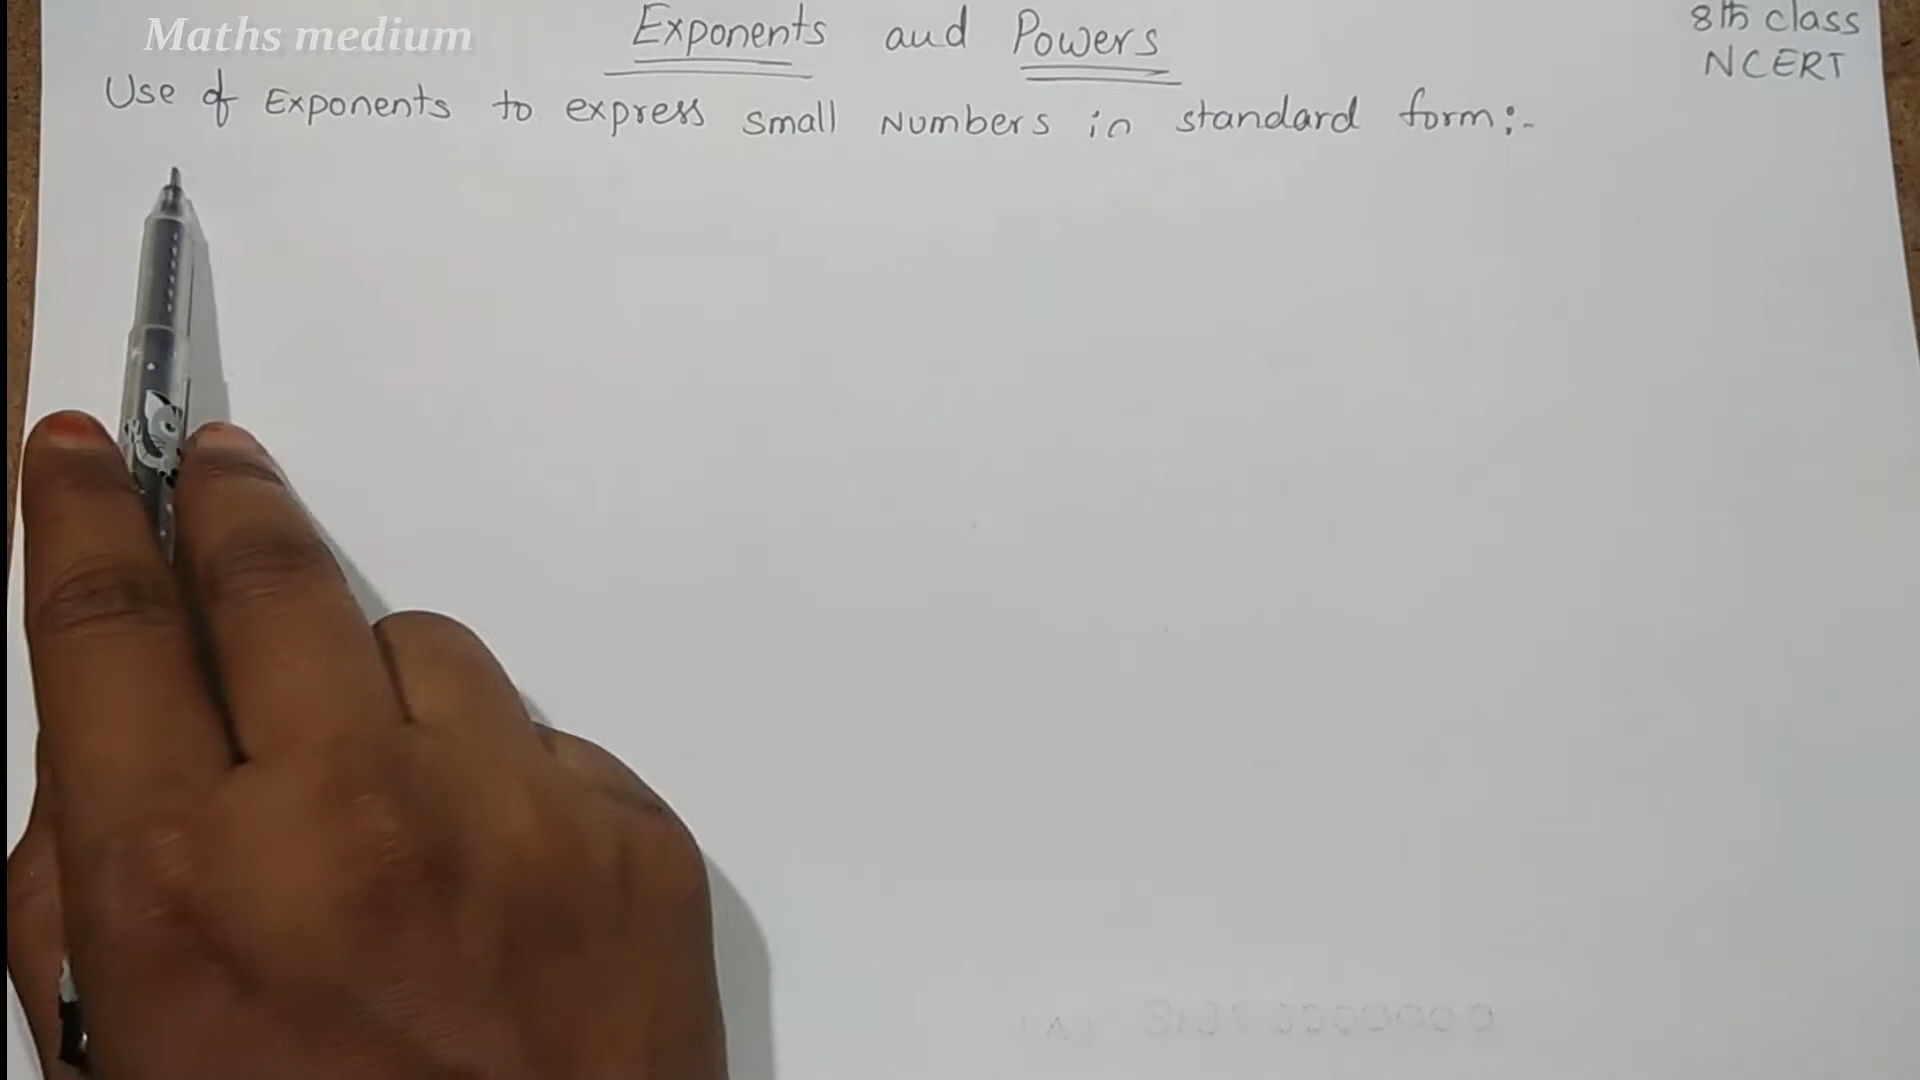 Maths medium
Exponents and Powers
8th class
NCERT
Use of Exponents to express small Numbers in standard form:-